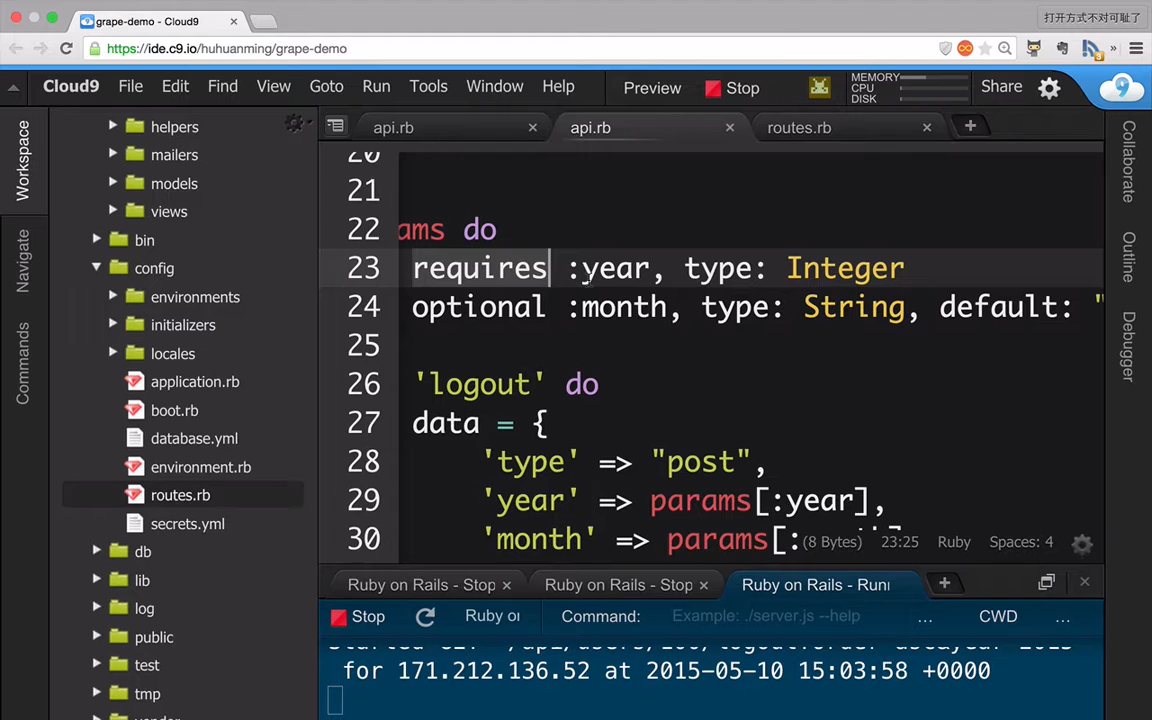 grape-demo - Cloud9
打开方式不对可耻了
https://ide.c9.io/huhuanming/grape-demo
Cloud9 File Edit Find View Goto Run Tools Window Help Preview Stop MEMORY CPU DISK Share
Workspace
Navigate
Commands
helpers
mailers
models
views
bin
config
environments
initializers
locales
application.rb
boot.rb
database.yml
environment.rb
routes.rb
secrets.yml
db
lib
log
public
test
tmp
api.rb api.rb routes.rb
20
21
22 ams do
23 requires :year, type: Integer
24 optional :month, type: String, default: "
25
26 'logout' do
27 data = {
28 'type' => "post",
29 'year' => params[:year],
30 'month' => params[:
(8 Bytes) 23:25 Ruby Spaces: 4
Collaborate
Outline
Debugger
Ruby on Rails - Stop Ruby on Rails - Stop Ruby on Rails - Runn
Stop Ruby or Command: Example: ./server.js --help ... CWD ...
for 171.212.136.52 at 2015-05-10 15:03:58 +0000